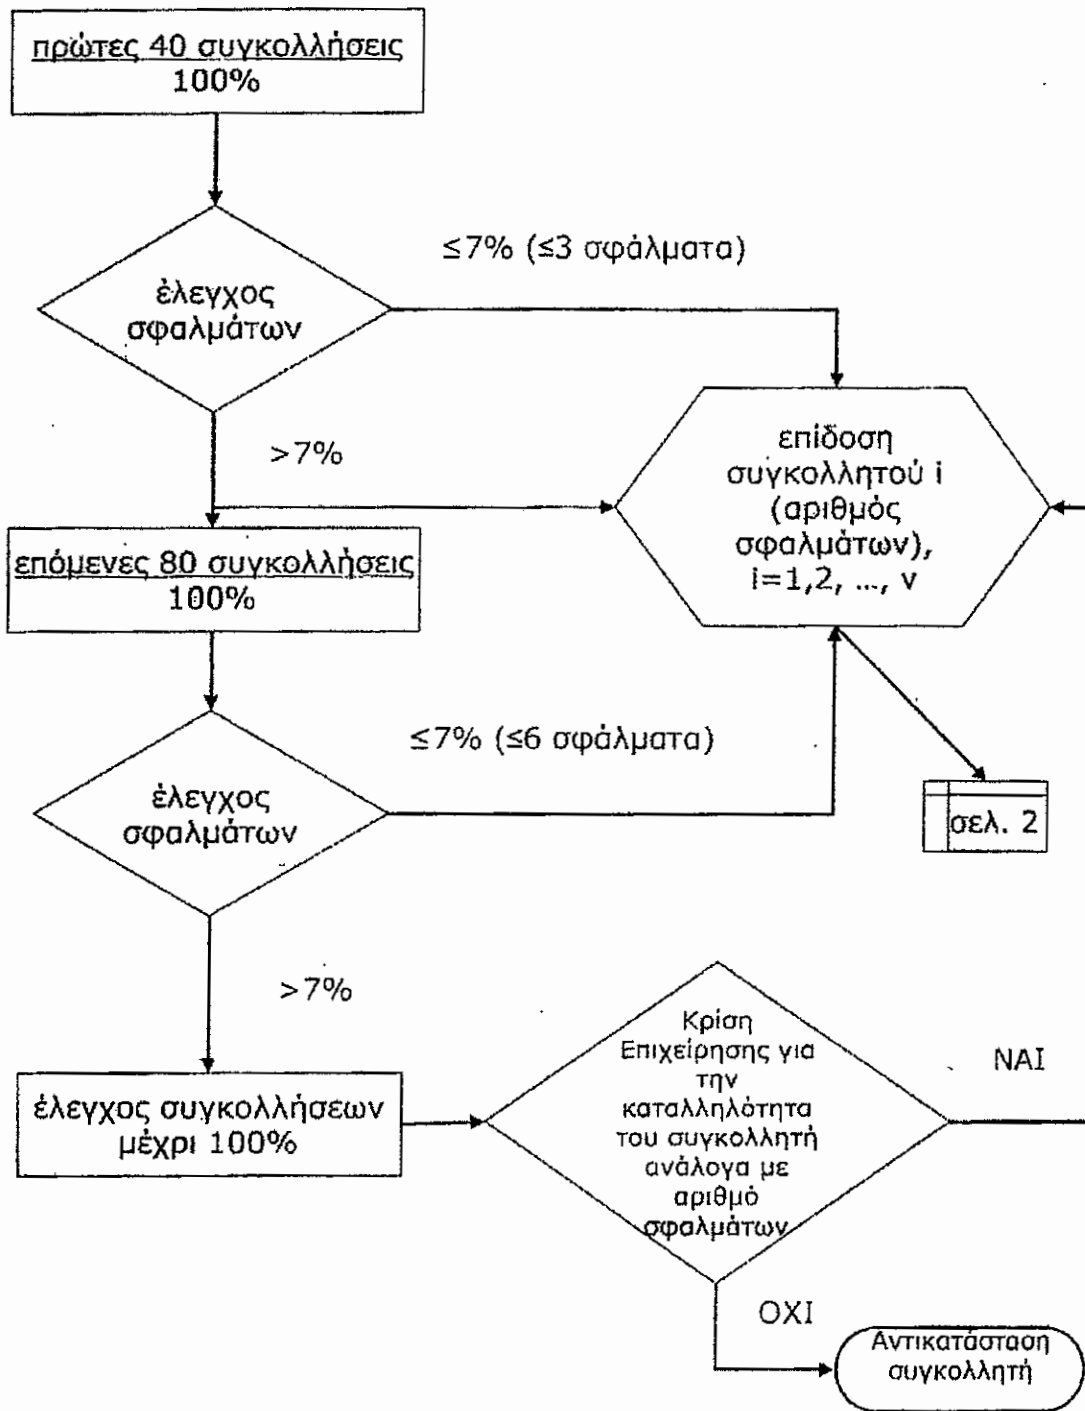 πρώτες 40 συγκολλήσεις
100%
≤7% (≤3 σφάλματα)
έλεγχος
σφαλμάτων
>7%
επίδοση
συγκολλητού i
(αριθμός
σφαλμάτων),
i=1,2, ..., ν
επόμενες 80 συγκολλήσεις
100%
≤7% (≤6 σφάλματα)
έλεγχος
σφαλμάτων
σελ. 2
>7%
έλεγχος συγκολλήσεων
μέχρι 100%
Κρίση
Επιχείρησης για
την
καταλληλότητα
του συγκολλητή
ανάλογα με
αριθμό
σφαλμάτων
ΝΑΙ
ΟΧΙ
Αντικατάσταση
συγκολλητή